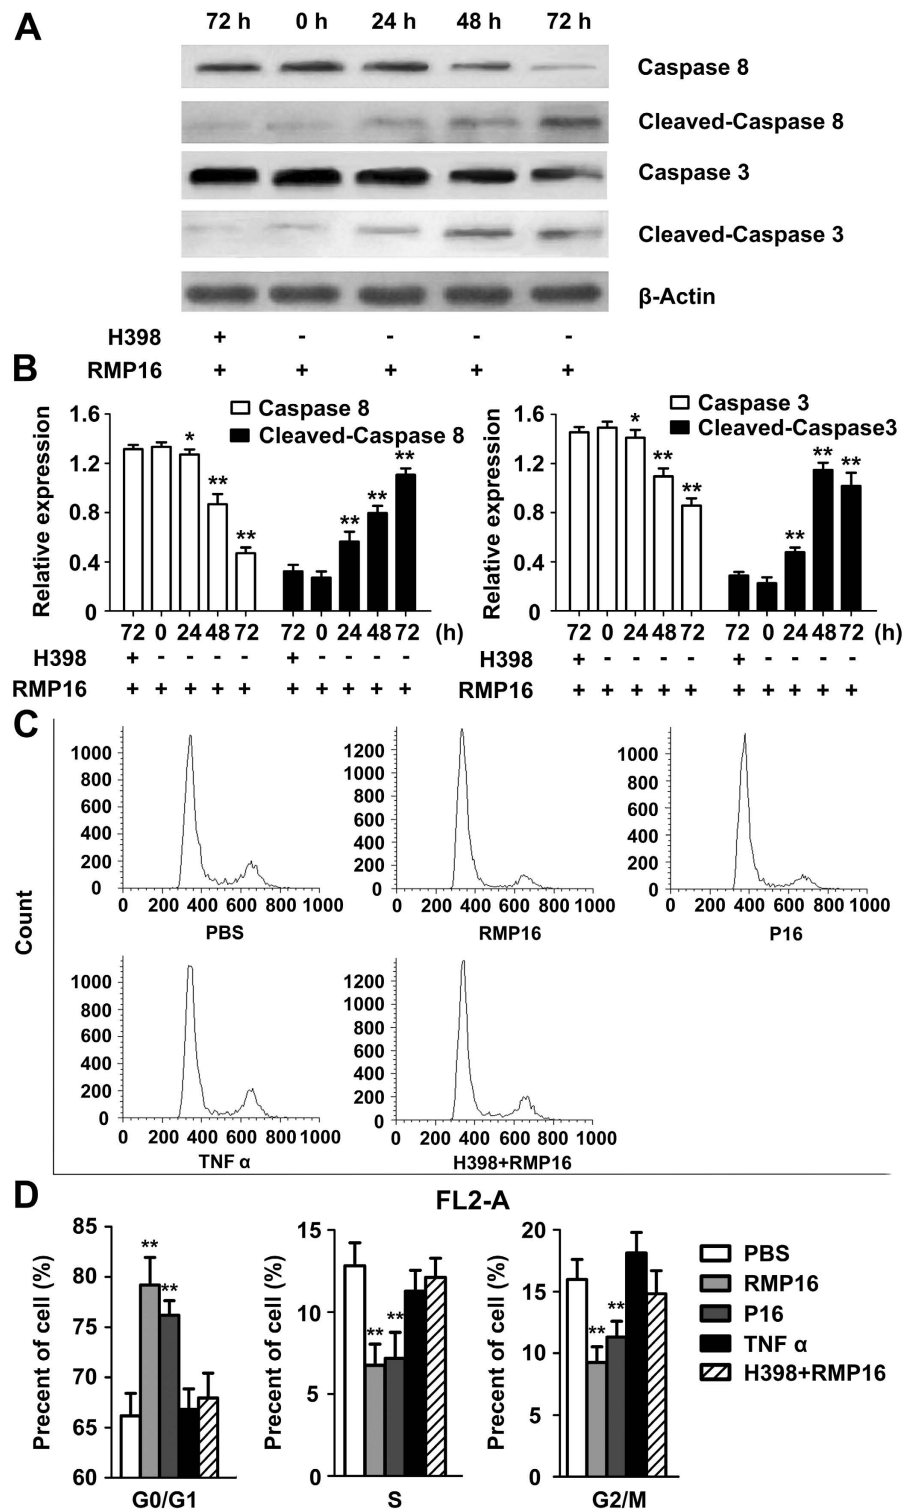 A
72 h 0 h 24 h 48 h 72 h
Caspase 8
Cleaved-Caspase 8
Caspase 3
Cleaved-Caspase 3
β-Actin
H398 + - - - -
RMP16 + + + + +
B
Relative expression
1.6
1.2
0.8
0.4
0
Caspase 8
Cleaved-Caspase 8
* ** ** ** ** **
72 0 24 48 72 72 0 24 48 72 (h)
H398 + - - - - + - - - -
RMP16 + + + + + + + + + +
Relative expression
1.6
1.2
0.8
0.4
0
Caspase 3
Cleaved-Caspase3
* ** ** ** ** **
72 0 24 48 72 72 0 24 48 72 (h)
H398 + - - - - + - - - -
RMP16 + + + + + + + + + +
C
Count
1000
800
600
400
200
0
0 200 400 600 800 1000
PBS
1200
1000
800
600
400
200
0
0 200 400 600 800 1000
RMP16
1000
800
600
400
200
0
0 200 400 600 800 1000
P16
1000
800
600
400
200
0
0 200 400 600 800 1000
TNF α
1200
1000
800
600
400
200
0
0 200 400 600 800 1000
H398+RMP16
FL2-A
D
Precent of cell (%)
85
80
75
70
65
60
** **
G0/G1
Precent of cell (%)
15
10
5
0
** **
S
Precent of cell (%)
20
15
10
5
0
** **
G2/M
PBS
RMP16
P16
TNF α
H398+RMP16